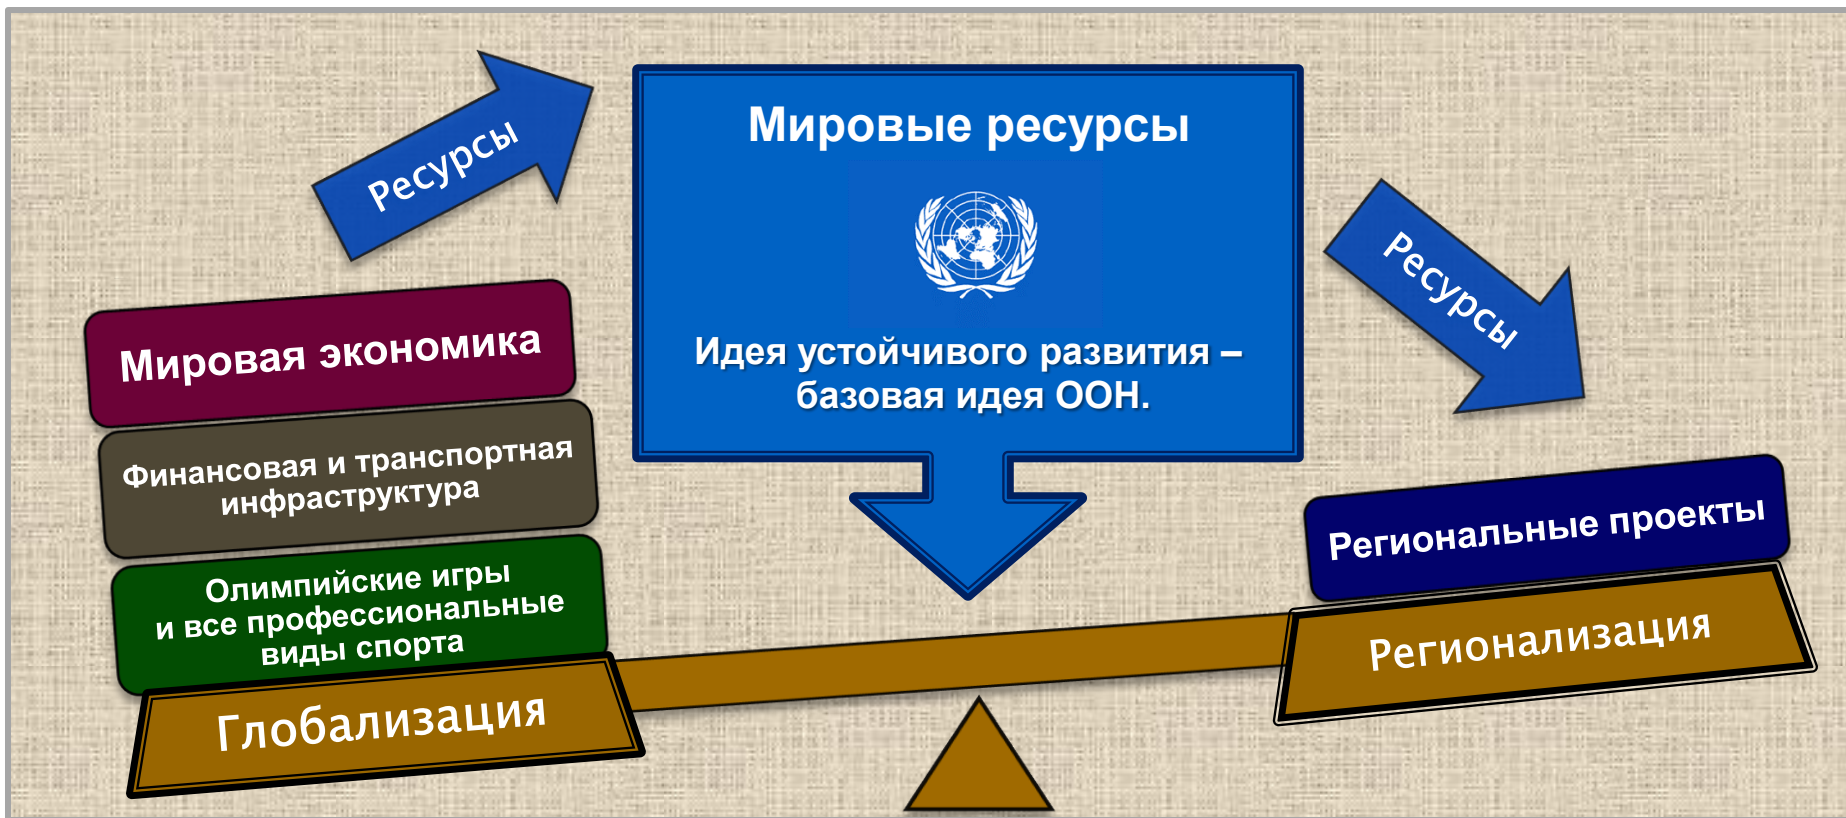 Ресурсы
Мировые ресурсы
Идея устойчивого развития –
базовая идея ООН.
Ресурсы
Мировая экономика
Финансовая и транспортная
инфраструктура
Олимпийские игры
и все профессиональные
виды спорта
Глобализация
Региональные проекты
Регионализация